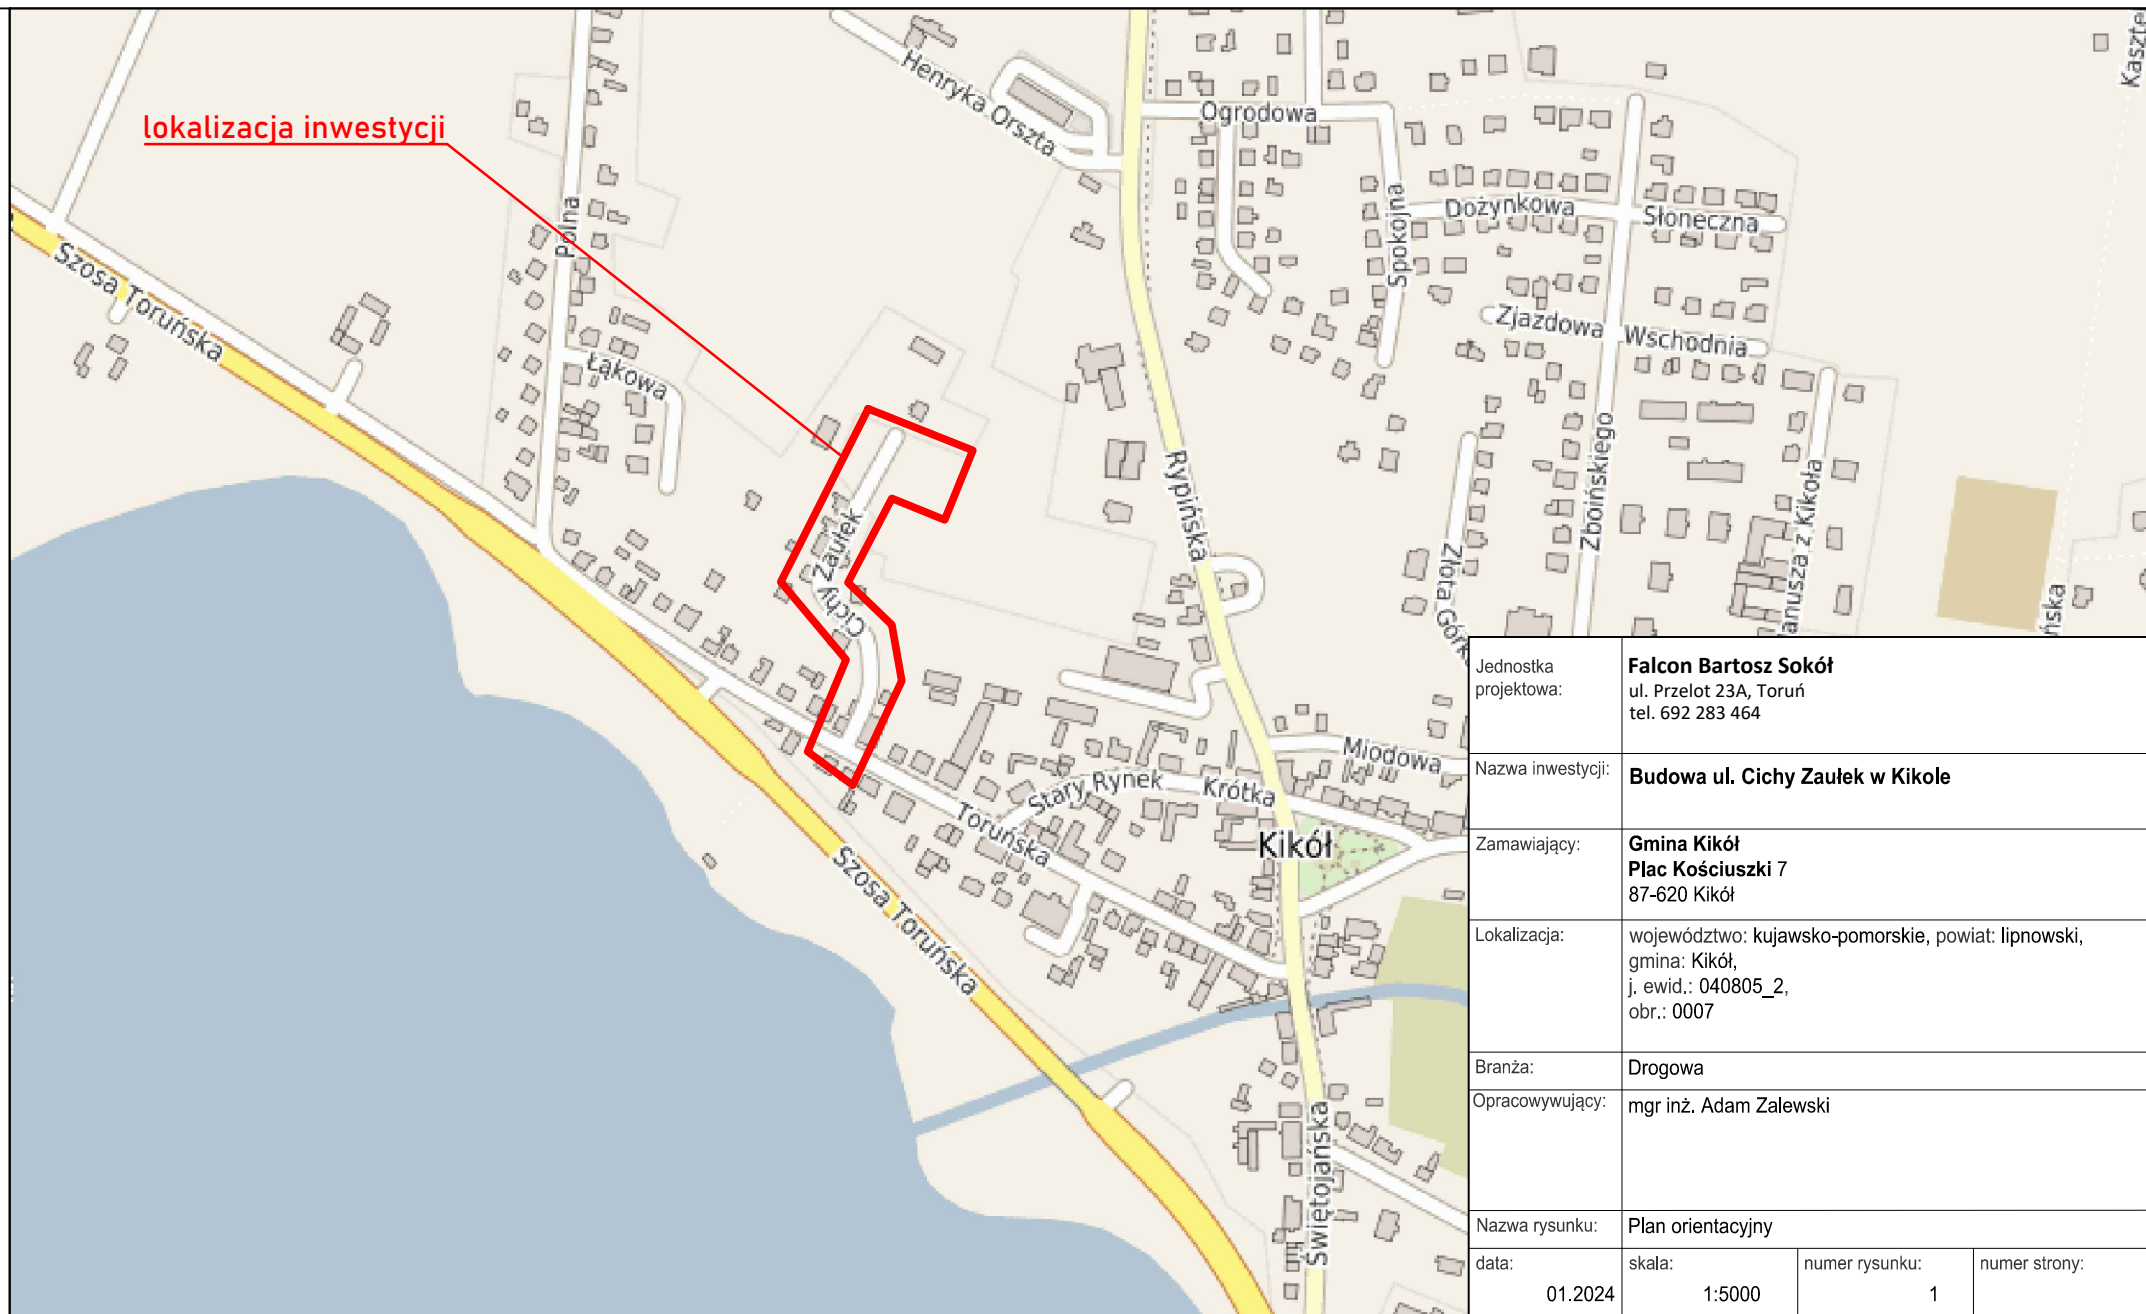 lokalizacja inwestycji
Henryka Orszta
Ogrodowa
Polna
Spokojna
Dożynkowa
Słoneczna
Szosa Toruńska
Zjazdowa
Wschodnia
Łąkowa
Rypińska
Zboińskiego
Złota
Janusza z Kikoła
Cichy Zaułek
Miodowa
Stary Rynek
Krótka
Toruńska
Kikół
Szosa Toruńska
Świętojańska
Jednostka projektowa:
Falcon Bartosz Sokół
ul. Przelot 23A, Toruń
tel. 692 283 464
Nazwa inwestycji:
Budowa ul. Cichy Zaułek w Kikole
Zamawiający:
Gmina Kikół
Plac Kościuszki 7
87-620 Kikół
Lokalizacja:
województwo: kujawsko-pomorskie, powiat: lipnowski,
gmina: Kikół,
j. ewid.: 040805_2,
obr.: 0007
Branża:
Drogowa
Opracowywujący:
mgr inż. Adam Zalewski
Nazwa rysunku:
Plan orientacyjny
data:
01.2024
skala:
1:5000
numer rysunku:
1
numer strony: